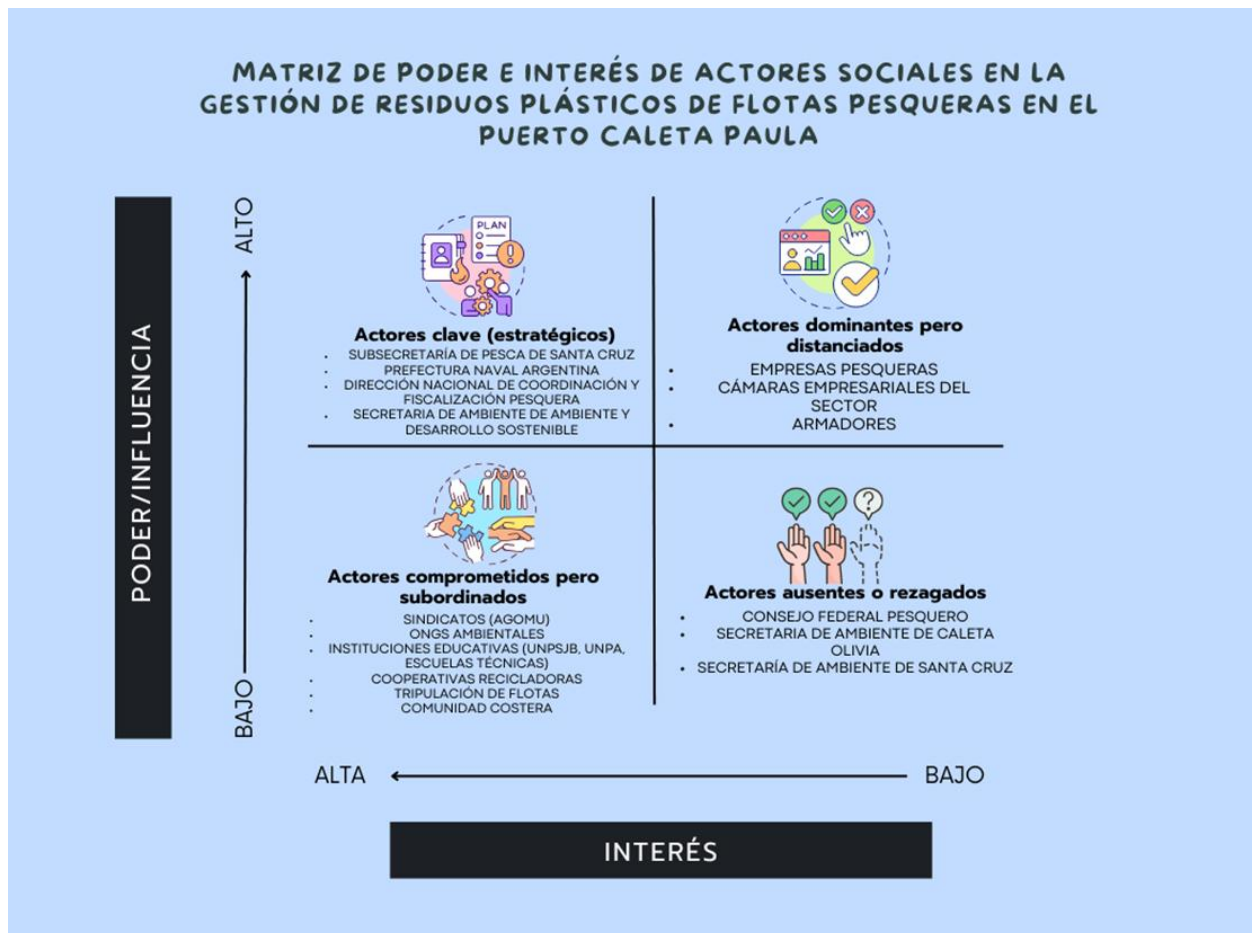 MATRIZ DE PODER E INTERÉS DE ACTORES SOCIALES EN LA
GESTIÓN DE RESIDUOS PLÁSTICOS DE FLOTAS PESQUERAS EN EL
PUERTO CALETA PAULA
PODER/INFLUENCIA
ALTO
BAJO
PLAN
Actores clave (estratégicos)
• SUBSECRETARÍA DE PESCA DE SANTA CRUZ
• PREFECTURA NAVAL ARGENTINA
• DIRECCIÓN NACIONAL DE COORDINACIÓN Y
FISCALIZACIÓN PESQUERA
• SECRETARIA DE AMBIENTE DE AMBIENTE Y
DESARROLLO SOSTENIBLE
Actores dominantes pero
distanciados
• EMPRESAS PESQUERAS
• CÁMARAS EMPRESARIALES DEL
SECTOR
• ARMADORES
Actores comprometidos pero
subordinados
• SINDICATOS (AGOMU)
• ONGS AMBIENTALES
• INSTITUCIONES EDUCATIVAS (UNPSJB, UNPA,
ESCUELAS TÉCNICAS)
• COOPERATIVAS RECICLADORAS
• TRIPULACIÓN DE FLOTAS
• COMUNIDAD COSTERA
?
Actores ausentes o rezagados
• CONSEJO FEDERAL PESQUERO
• SECRETARIA DE AMBIENTE DE CALETA
OLIVIA
• SECRETARÍA DE AMBIENTE DE SANTA CRUZ
ALTA
BAJO
INTERÉS